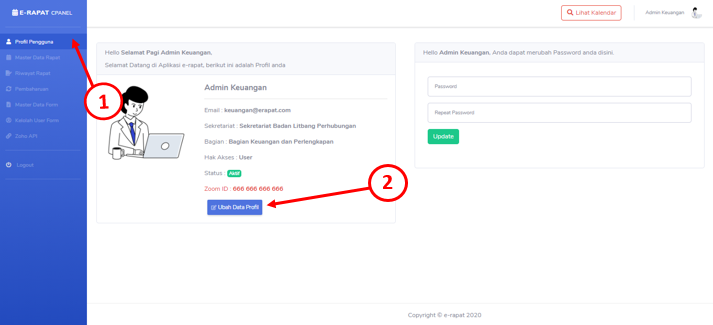 E-RAPAT CPANEL
Lihat Kalendar
Admin Keuangan
Profil Pengguna
Master Data Rapat
Riwayat Rapat
Pembaharuan
Master Data Form
Kelolah User Form
Zoho API
Logout
1
Hello Selamat Pagi Admin Keuangan,
Selamat Datang di Aplikasi e-rapat, berikut ini adalah Profil anda
Admin Keuangan
Email : keuangan@erapat.com
Sekretariat : Sekretariat Badan Litbang Perhubungan
Bagian : Bagian Keuangan dan Perlengkapan
Hak Akses : User
Status : Aktif
Zoom ID : 666 666 666 666
Ubah Data Profil
2
Hello Admin Keuangan, Anda dapat merubah Password anda disini.
Password
Repeat Password
Update
Copyright © e-rapat 2020